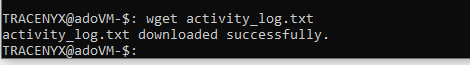 TRACENYX@adoVM-$: wget activity_log.txt
activity_log.txt downloaded successfully.
TRACENYX@adoVM-$: